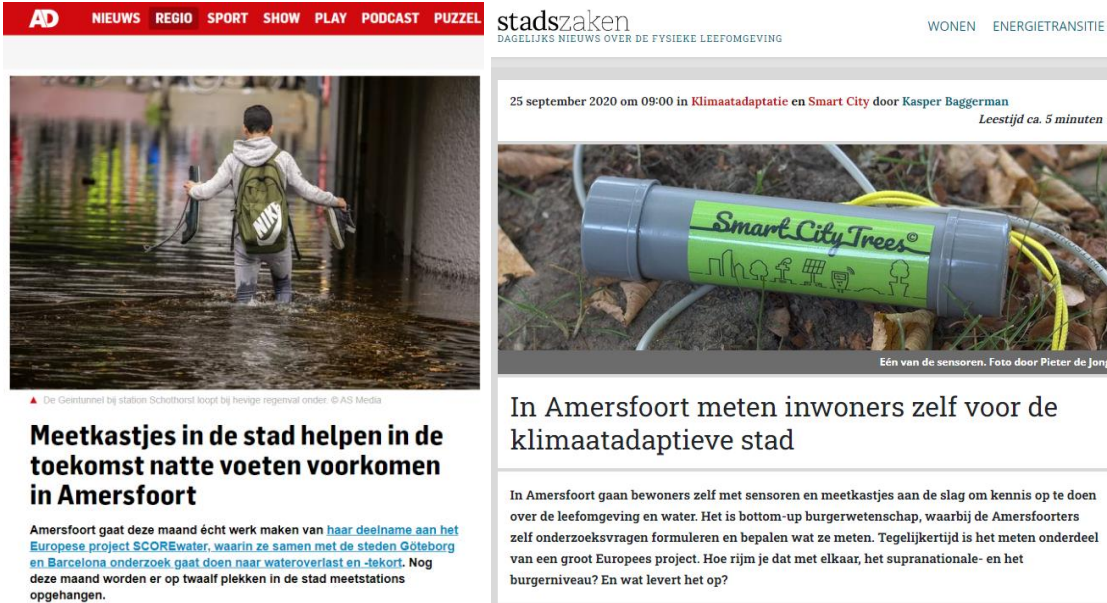 AD NIEUWS REGIO SPORT SHOW PLAY PODCAST PUZZEL
NIKE
▲ De Geintunnel bij station Schothorst loopt bij hevige regenval onder. © AS Media
Meetkastjes in de stad helpen in de
toekomst natte voeten voorkomen
in Amersfoort
Amersfoort gaat deze maand écht werk maken van haar deelname aan het
Europese project SCOREwater, waarin ze samen met de steden Göteborg
en Barcelona onderzoek gaat doen naar wateroverlast en -tekort. Nog
deze maand worden er op twaalf plekken in de stad meetstations
opgehangen.
stadszaken
DAGELIJKS NIEUWS OVER DE FYSIEKE LEEFOMGEVING
WONEN ENERGIETRANSITIE
25 september 2020 om 09:00 in Klimaatadaptatie en Smart City door Kasper Baggerman
Leestijd ca. 5 minuten
Smart City Trees©
Eén van de sensoren. Foto door Pieter de Jong
In Amersfoort meten inwoners zelf voor de
klimaatadaptieve stad
In Amersfoort gaan bewoners zelf met sensoren en meetkastjes aan de slag om kennis op te doen
over de leefomgeving en water. Het is bottom-up burgerwetenschap, waarbij de Amersfoorters
zelf onderzoeksvragen formuleren en bepalen wat ze meten. Tegelijkertijd is het meten onderdeel
van een groot Europees project. Hoe rijm je dat met elkaar, het supranationale- en het
burgerniveau? En wat levert het op?